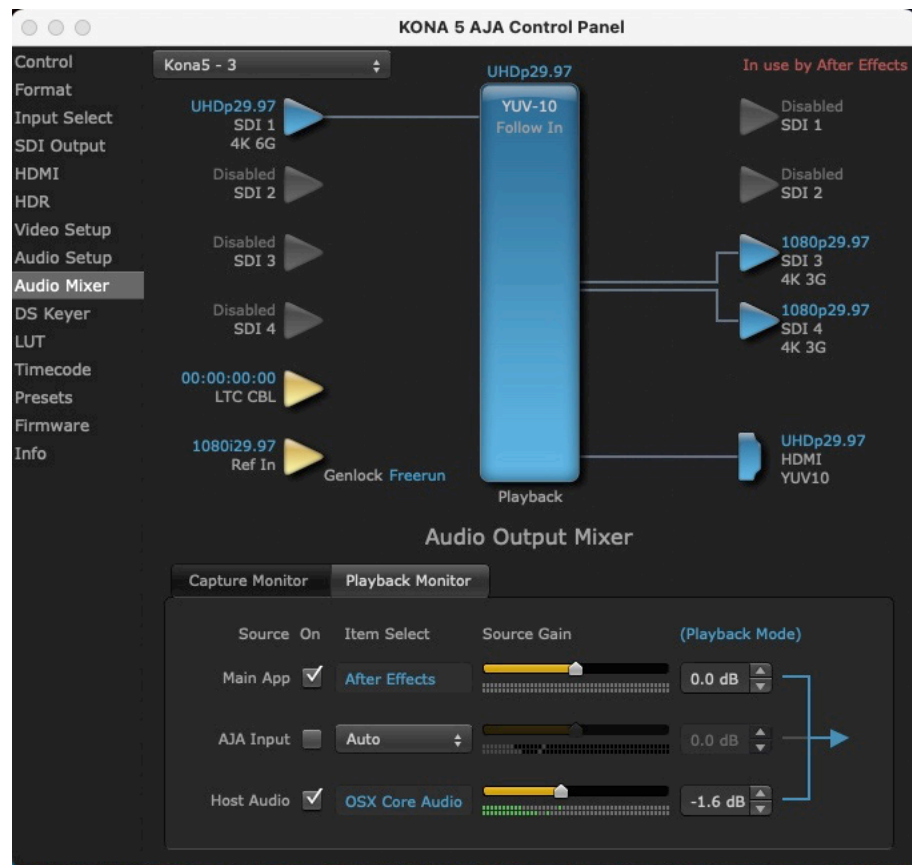 KONA 5 AJA Control Panel
Control
Format
Input Select
SDI Output
HDMI
HDR
Video Setup
Audio Setup
Audio Mixer
DS Keyer
LUT
Timecode
Presets
Firmware
Info
Kona5 - 3
UHDp29.97
In use by After Effects
UHDp29.97
SDI 1
4K 6G
Disabled
SDI 2
Disabled
SDI 3
Disabled
SDI 4
00:00:00:00
LTC CBL
1080i29.97
Ref In
Genlock Freerun
YUV-10
Follow In
Playback
Disabled
SDI 1
Disabled
SDI 2
1080p29.97
SDI 3
4K 3G
1080p29.97
SDI 4
4K 3G
UHDp29.97
HDMI
YUV10
Audio Output Mixer
Capture Monitor Playback Monitor
Source On Item Select Source Gain (Playback Mode)
Main App After Effects 0.0 dB
AJA Input Auto 0.0 dB
Host Audio OSX Core Audio -1.6 dB